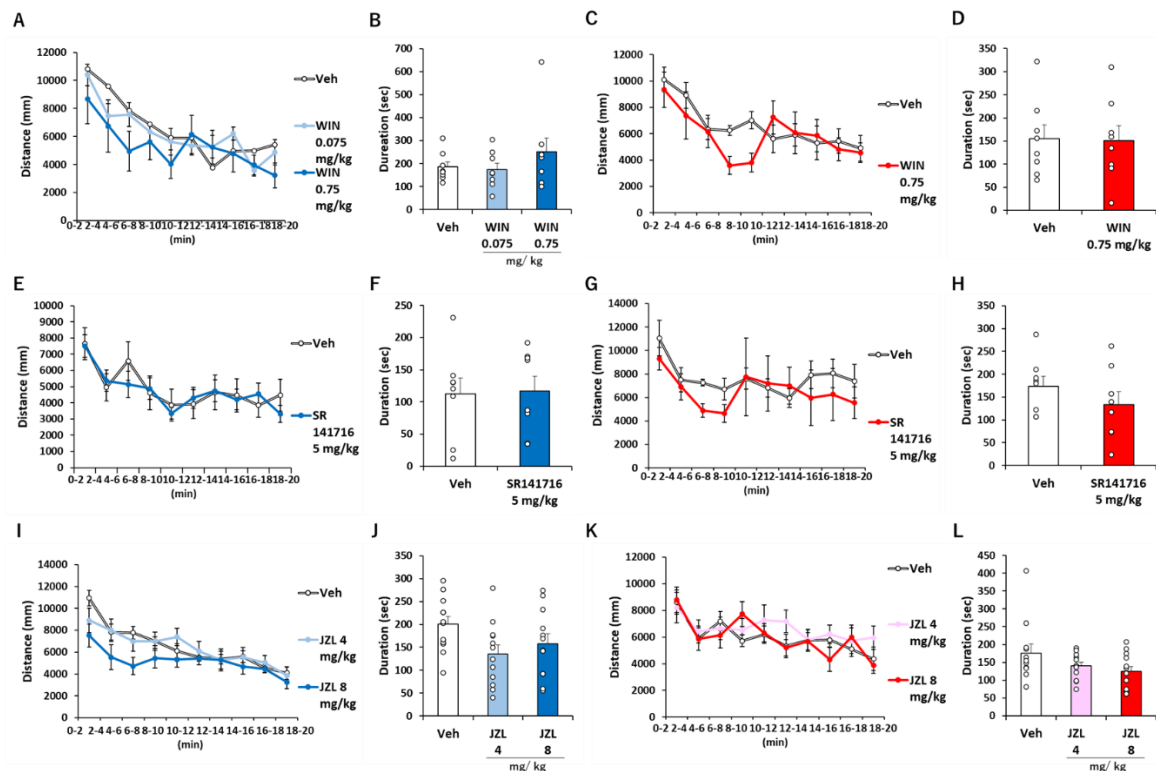 A
Distance (mm)
12000
10000
8000
6000
4000
2000
0
0-2 2-4 4-6 6-8 8-10 10-12 12-14 14-16 16-18 18-20
(min)
Veh
WIN
0.075
mg/kg
WIN
0.75
mg/kg
B
Dureation (sec)
700
600
500
400
300
200
100
0
Veh WIN WIN
0.075 0.75
mg/ kg
C
Distance (mm)
12000
10000
8000
6000
4000
2000
0
0-2 2-4 4-6 6-8 8-10 10-12 12-14 14-16 16-18 18-20
(min)
Veh
WIN
0.75
mg/kg
D
Duration (sec)
350
300
250
200
150
100
50
0
Veh WIN
0.75 mg/kg
E
Distance (mm)
10000
9000
8000
7000
6000
5000
4000
3000
2000
1000
0
0-2 2-4 4-6 6-8 8-10 10-12 12-14 14-16 16-18 18-20
(min)
Veh
SR
141716
5 mg/kg
F
Duration (sec)
250
200
150
100
50
0
Veh SR141716
5 mg/kg
G
Distance (mm)
14000
12000
10000
8000
6000
4000
2000
0
0-2 2-4 4-6 6-8 8-10 10-12 12-14 14-16 16-18 18-20
(min)
Veh
SR
141716
5 mg/kg
H
Duration (sec)
350
300
250
200
150
100
50
0
Veh SR141716
5 mg/kg
I
Distance (mm)
14000
12000
10000
8000
6000
4000
2000
0
0-2 2-4 4-6 6-8 8-10 10-12 12-14 14-16 16-18 18-20
(min)
Veh
JZL 4
mg/kg
JZL 8
mg/kg
J
Duration (sec)
350
300
250
200
150
100
50
0
Veh JZL JZL
4 8
mg/ kg
K
Distance (mm)
12000
10000
8000
6000
4000
2000
0
0-2 2-4 4-6 6-8 8-10 10-12 12-14 14-16 16-18 18-20
(min)
Veh
JZL 4
mg/kg
JZL 8
mg/kg
L
Duration (sec)
450
400
350
300
250
200
150
100
50
0
Veh JZL JZL
4 8
mg/ kg